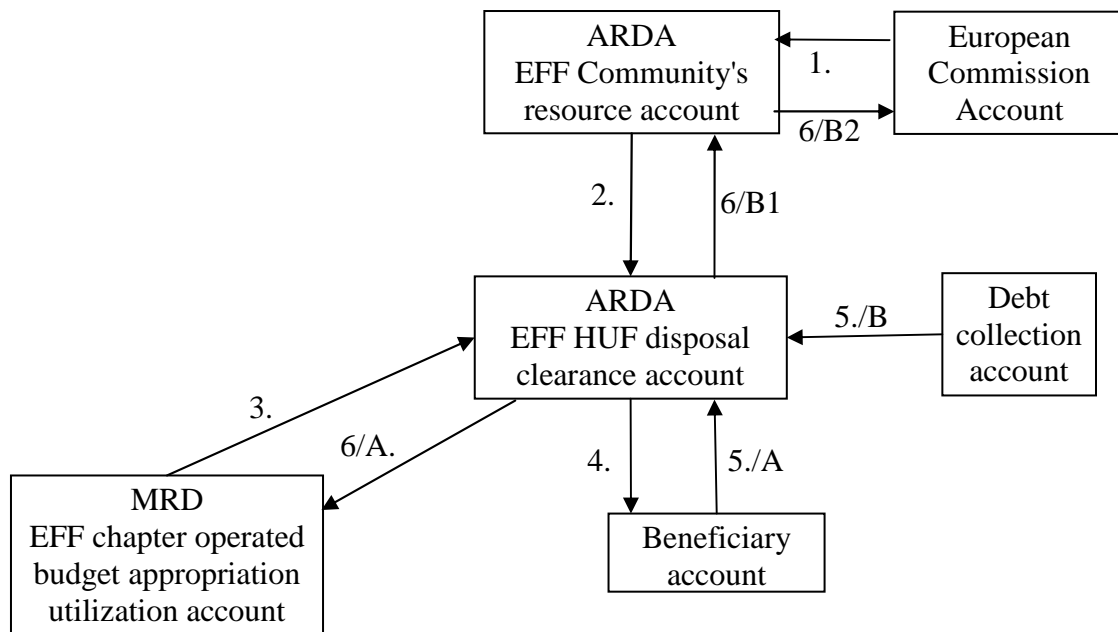 ARDA
EFF Community's
resource account
1.
European
Commission
Account
6/B2
2.
6/B1
ARDA
EFF HUF disposal
clearance account
5./B
Debt
collection
account
3.
6/A.
4.
5./A
MRD
EFF chapter operated
budget appropriation
utilization account
Beneficiary
account